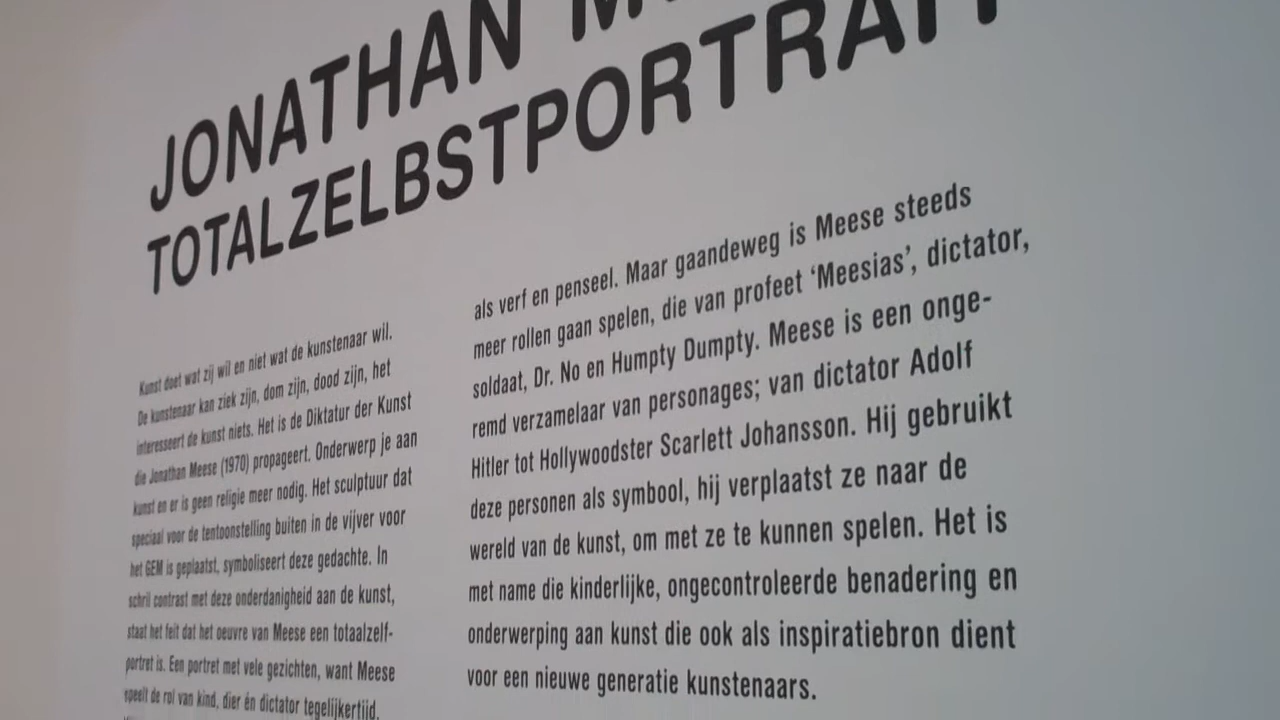 JONATHAN
TOTALZELBSTPORTRAIT
Kunst doet wat zij wil en niet wat de kunstenaar wil.
De kunstenaar kan ziek zijn, dom zijn, dood zijn, het
interesseert de kunst niets. Het is de Diktatur der Kunst
die Jonathan Meese (1970) propageert. Onderwerp je aan
kunst en er is geen religie meer nodig. Het sculptuur dat
speciaal voor de tentoonstelling buiten in de vijver voor
het GEM is geplaatst, symboliseert deze gedachte. In
schril contrast met deze onderdanigheid aan de kunst,
staat het feit dat het oeuvre van Meese een totaalzelf-
portret is. Een portret met vele gezichten, want Meese
speelt de rol van kind, dier én dictator tegelijkertijd.
als verf en penseel. Maar gaandeweg is Meese steeds
meer rollen gaan spelen, die van profeet ‘Meesias’, dictator,
soldaat, Dr. No en Humpty Dumpty. Meese is een onge-
remd verzamelaar van personages; van dictator Adolf
Hitler tot Hollywoodster Scarlett Johansson. Hij gebruikt
deze personen als symbool, hij verplaatst ze naar de
wereld van de kunst, om met ze te kunnen spelen. Het is
met name die kinderlijke, ongecontroleerde benadering en
onderwerping aan kunst die ook als inspiratiebron dient
voor een nieuwe generatie kunstenaars.